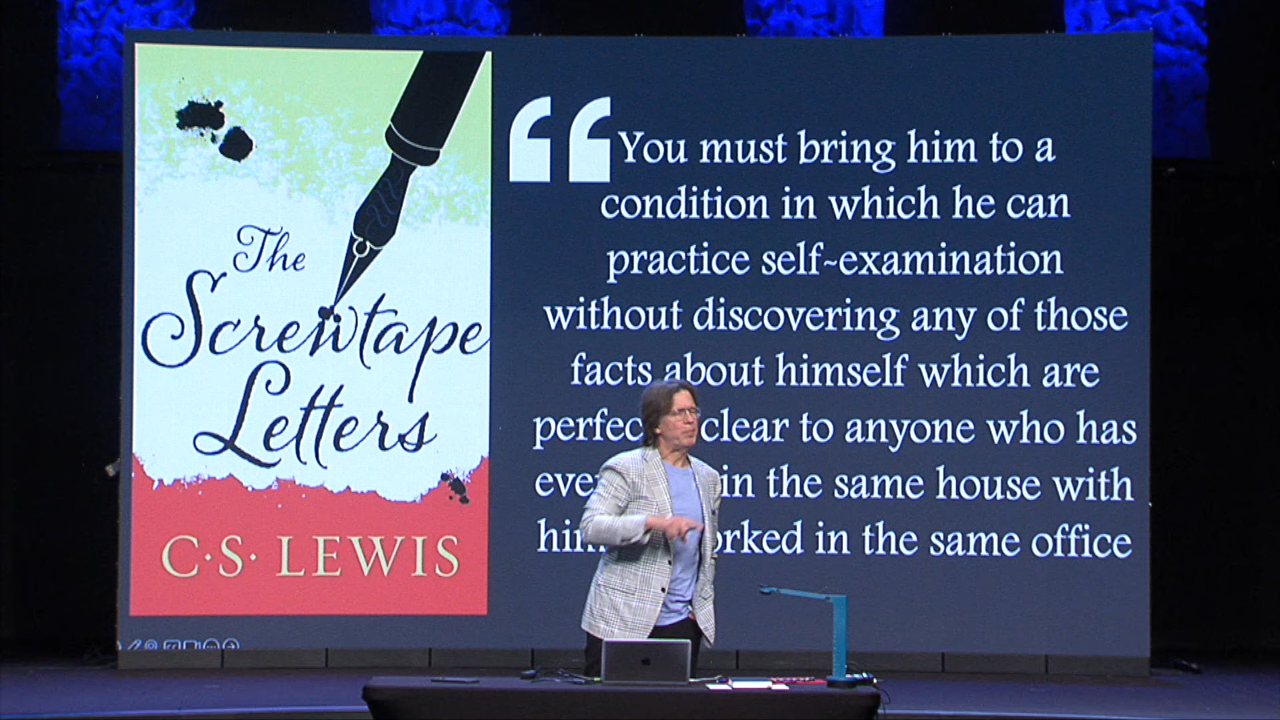 The
Screwtape
Letters
C·S· LEWIS
“You must bring him to a
condition in which he can
practice self-examination
without discovering any of those
facts about himself which are
clear to anyone who has
in the same house with
in the same office